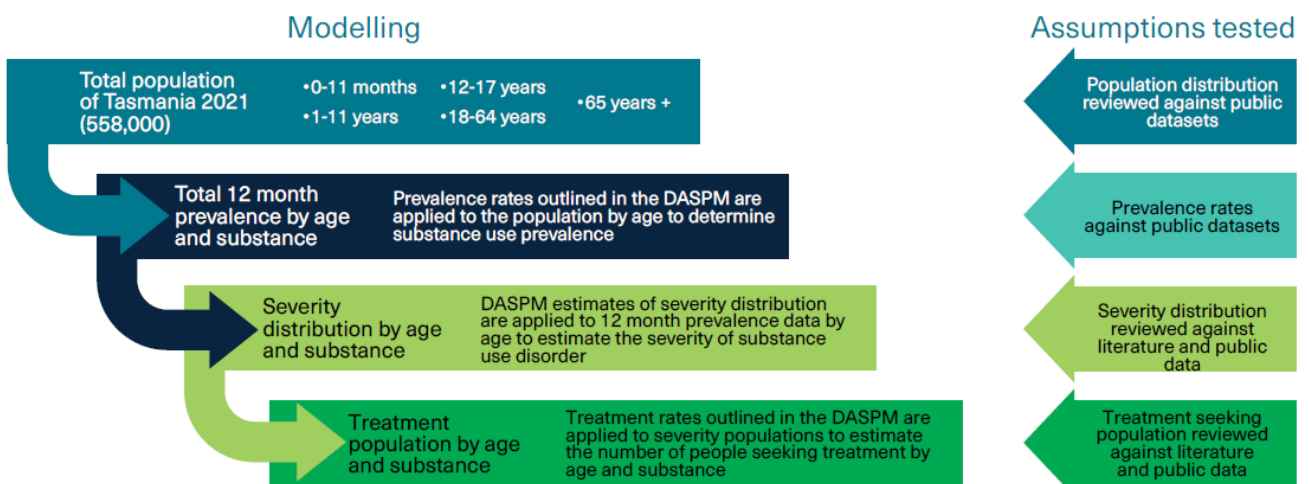 Modelling
Assumptions tested
Total population
of Tasmania 2021
(558,000)
•0-11 months
•1-11 years
•12-17 years
•18-64 years
•65 years +
Population distribution
reviewed against public
datasets
Total 12 month
prevalence by age
and substance
Prevalence rates outlined in the DASPM are
applied to the population by age to determine
substance use prevalence
Prevalence rates
against public datasets
Severity
distribution by age
and substance
DASPM estimates of severity distribution
are applied to 12 month prevalence data by
age to estimate the severity of substance
use disorder
Severity distribution
reviewed against
literature and public
data
Treatment
population by age
and substance
Treatment rates outlined in the DASPM are
applied to severity populations to estimate
the number of people seeking treatment by
age and substance
Treatment seeking
population reviewed
against literature
and public data